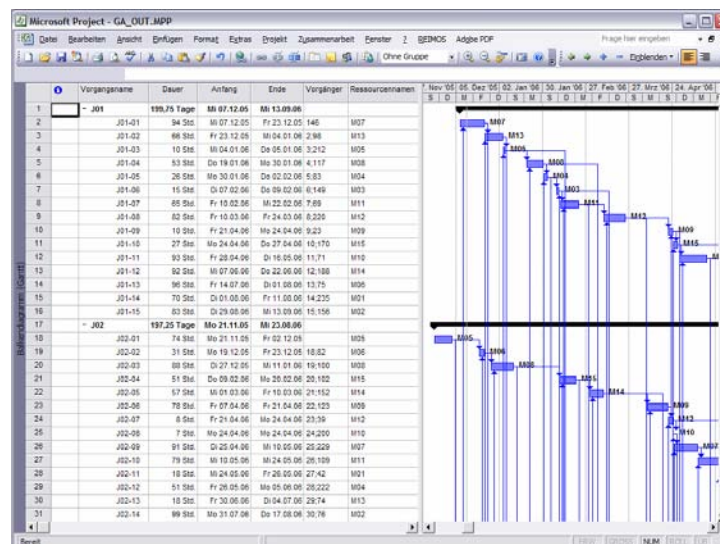 Microsoft Project - GA_OUT.MPP
Datei Bearbeiten Ansicht Einfügen Format Extras Projekt Zusammenarbeit Fenster ? BEIMOS Adobe PDF Frage hier eingeben
Ohne Gruppe Einblenden
Vorgangsname Dauer Anfang Ende Vorgänger Ressourcennamen . Nov '05 05. Dez '05 02. Jan '06 30. Jan '06 27. Feb '06 27. Mrz '06 24. Apr '06
S D M F D S M S D M F D S M D M F
1 - J01 199,75 Tage Mi 07.12.05 Mi 13.09.06
2 J01-01 94 Std. Mi 07.12.05 Fr 23.12.05 146 M07 M07
3 J01-02 66 Std. Fr 23.12.05 Mi 04.01.06 2;98 M13 M13
4 J01-03 10 Std. Mi 04.01.06 Do 05.01.06 3;212 M05 M05
5 J01-04 53 Std. Do 19.01.06 Mo 30.01.06 4;117 M08 M08
6 J01-05 26 Std. Mo 30.01.06 Do 02.02.06 5;83 M04 M04
7 J01-06 15 Std. Di 07.02.06 Do 09.02.06 6;149 M03 M03
8 J01-07 65 Std. Fr 10.02.06 Mi 22.02.06 7;69 M11 M11
9 J01-08 82 Std. Fr 10.03.06 Fr 24.03.06 8;220 M12 M12
10 J01-09 10 Std. Fr 21.04.06 Mo 24.04.06 9;23 M09 M09
11 J01-10 27 Std. Mo 24.04.06 Do 27.04.06 10;170 M15 M15
12 J01-11 93 Std. Fr 28.04.06 Di 16.05.06 11;71 M10
13 J01-12 92 Std. Mi 07.06.06 Do 22.06.06 12;188 M14
14 J01-13 96 Std. Fr 14.07.06 Di 01.08.06 13;75 M06
15 J01-14 70 Std. Di 01.08.06 Fr 11.08.06 14;235 M01
16 J01-15 83 Std. Di 29.08.06 Mi 13.09.06 15;156 M02
17 - J02 197,25 Tage Mo 21.11.05 Mi 23.08.06
18 J02-01 74 Std. Mo 21.11.05 Fr 02.12.05 M05 M05
19 J02-02 31 Std. Mo 19.12.05 Fr 23.12.05 18;82 M06 M06
20 J02-03 88 Std. Di 27.12.05 Mi 11.01.06 19;100 M08 M08
21 J02-04 51 Std. Do 09.02.06 Mo 20.02.06 20;102 M15 M15
22 J02-05 57 Std. Mi 01.03.06 Fr 10.03.06 21;152 M14 M14
23 J02-06 78 Std. Fr 07.04.06 Fr 21.04.06 22;123 M09 M09
24 J02-07 8 Std. Fr 21.04.06 Mo 24.04.06 23;39 M12 M12
25 J02-08 7 Std. Mo 24.04.06 Mo 24.04.06 24;200 M10 M10
26 J02-09 91 Std. Di 25.04.06 Mi 10.05.06 25;229 M07 M07
27 J02-10 79 Std. Mi 10.05.06 Mi 24.05.06 26;109 M11
28 J02-11 18 Std. Mi 24.05.06 Fr 26.05.06 27;42 M01
29 J02-12 51 Std. Fr 26.05.06 Mo 05.06.06 28;222 M04
30 J02-13 18 Std. Fr 30.06.06 Di 04.07.06 29;74 M13
31 J02-14 99 Std. Mo 31.07.06 Do 17.08.06 30;76 M02
Balkendiagramm (Gantt)
Bereit NUM